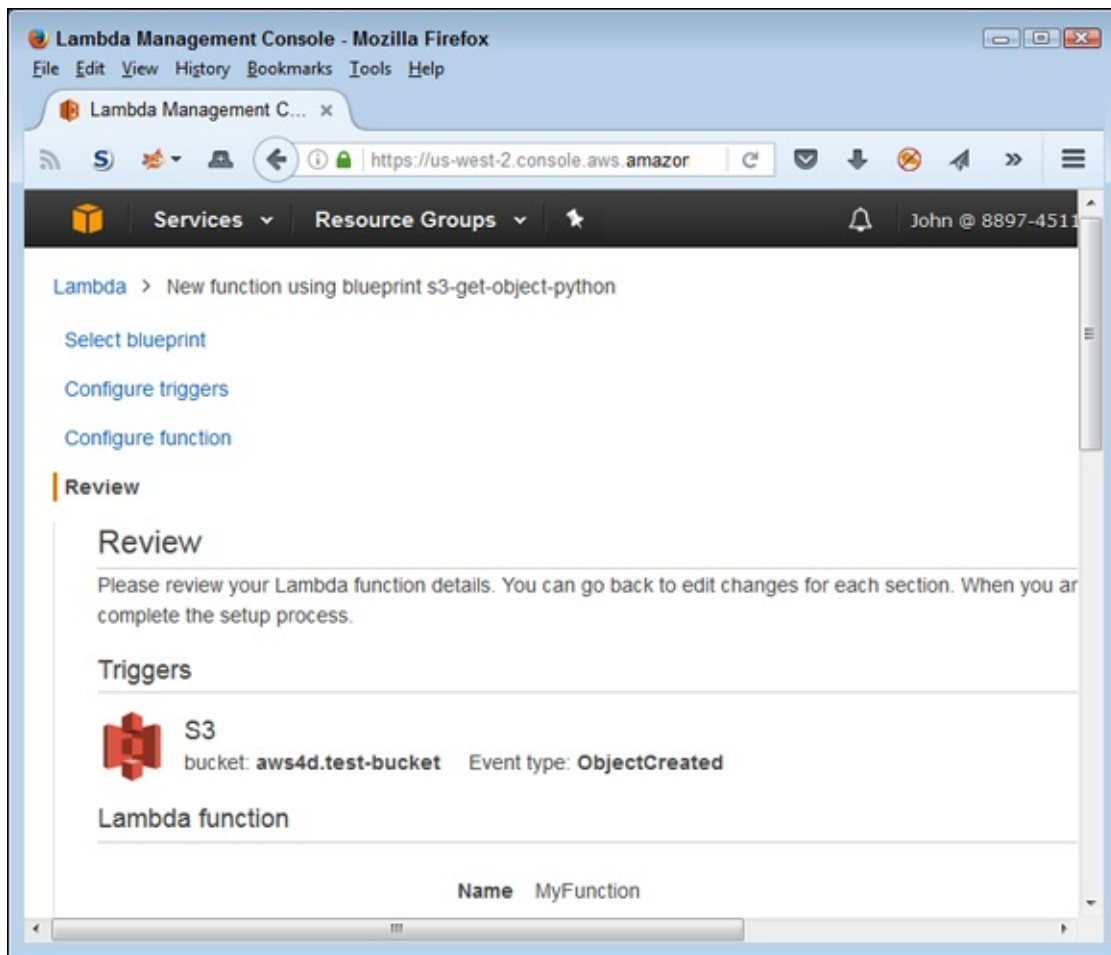 Lambda Management Console - Mozilla Firefox
File Edit View History Bookmarks Tools Help
Lambda Management C... ×
https://us-west-2.console.aws.amazor
Services Resource Groups John @ 8897-4511
Lambda > New function using blueprint s3-get-object-python
Select blueprint
Configure triggers
Configure function
Review
Review
Please review your Lambda function details. You can go back to edit changes for each section. When you ar
complete the setup process.
Triggers
S3
bucket: aws4d.test-bucket Event type: ObjectCreated
Lambda function
Name MyFunction